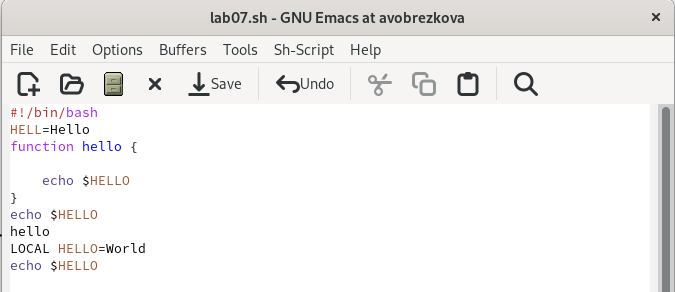 lab07.sh - GNU Emacs at avobrezkova
File Edit Options Buffers Tools Sh-Script Help
Save Undo
#!/bin/bash
HELL=Hello
function hello {
    echo $HELLO
}
echo $HELLO
hello
LOCAL HELLO=World
echo $HELLO